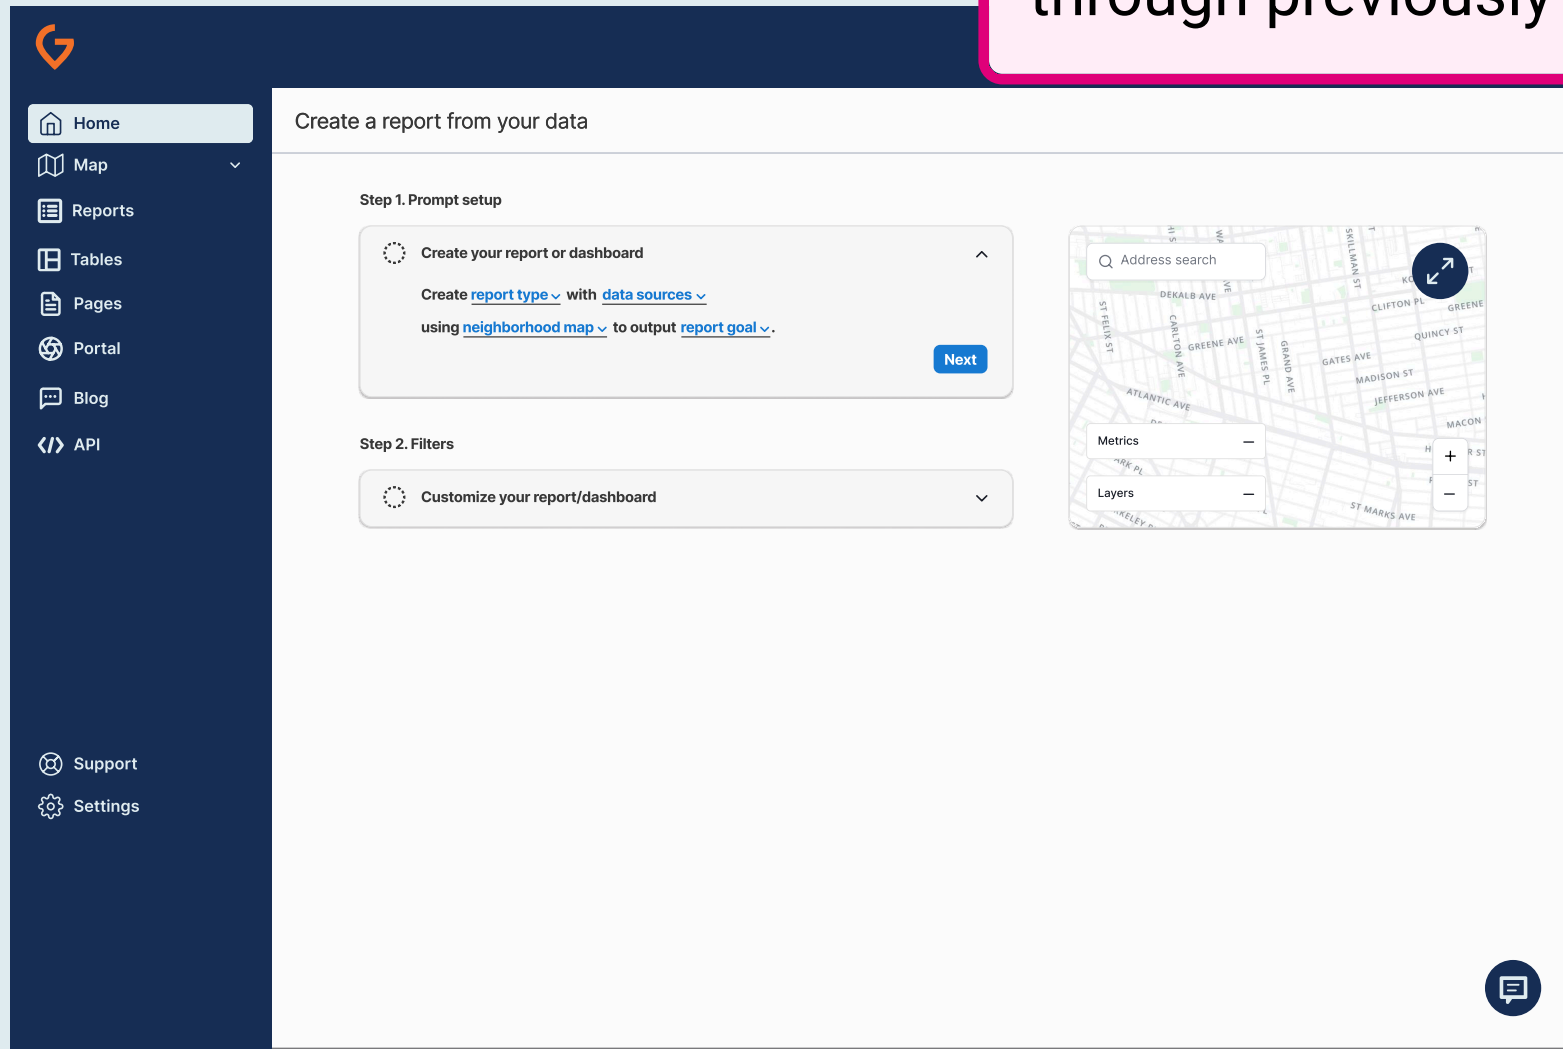 through previously
Home
Map
Reports
Tables
Pages
Portal
Blog
API
Support
Settings
Create a report from your data
Step 1. Prompt setup
Create your report or dashboard
Create report type with data sources
using neighborhood map to output report goal.
Next
Step 2. Filters
Customize your report/dashboard
Address search
SKILLMAN ST
DEKALB AVE
CLIFTON PL
GREENE
ST FELIX ST
CARLTON AVE
GREENE AVE
ST JAMES PL
GRAND AVE
QUINCY ST
GATES AVE
MADISON ST
JEFFERSON AVE
ATLANTIC AVE
MACON
Metrics
Layers
ST MARKS AVE